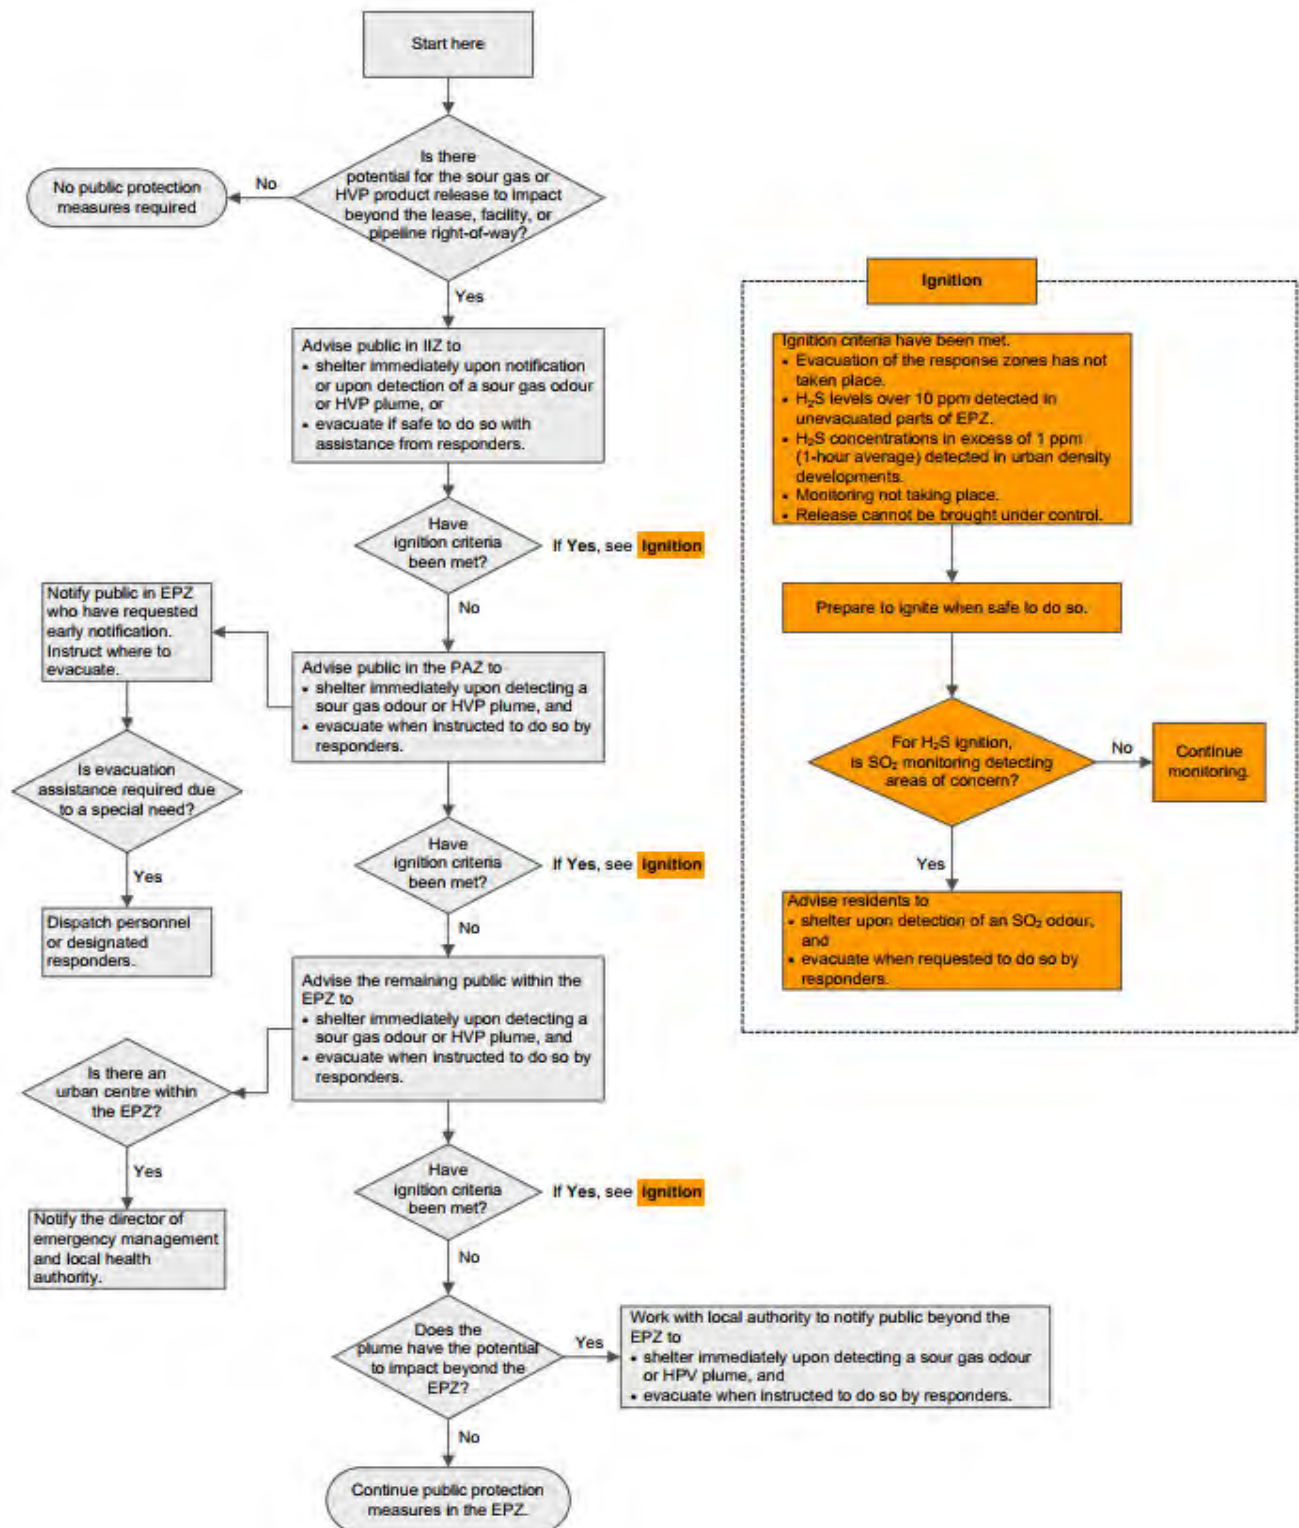 Start here
Is there
potential for the sour gas or
HVP product release to impact
beyond the lease, facility, or
pipeline right-of-way?
No
No public protection
measures required
Yes
Advise public in IIZ to
• shelter immediately upon notification
or upon detection of a sour gas odour
or HVP plume, or
• evacuate if safe to do so with
assistance from responders.
Have
ignition criteria
been met?
If Yes, see Ignition
No
Notify public in EPZ
who have requested
early notification.
Instruct where to
evacuate.
Advise public in the PAZ to
• shelter immediately upon detecting a
sour gas odour or HVP plume, and
• evacuate when instructed to do so by
responders.
Is evacuation
assistance required due
to a special need?
Yes
Dispatch personnel
or designated
responders.
Have
ignition criteria
been met?
If Yes, see Ignition
No
Advise the remaining public within the
EPZ to
• shelter immediately upon detecting a
sour gas odour or HVP plume, and
• evacuate when instructed to do so by
responders.
Is there an
urban centre within
the EPZ?
Yes
Notify the director of
emergency management
and local health
authority.
Have
ignition criteria
been met?
If Yes, see Ignition
No
Does the
plume have the potential
to impact beyond the
EPZ?
Yes
Work with local authority to notify public beyond the
EPZ to
• shelter immediately upon detecting a sour gas odour
or HPV plume, and
• evacuate when instructed to do so by responders.
No
Continue public protection
measures in the EPZ.
Ignition
Ignition criteria have been met.
• Evacuation of the response zones has not
taken place.
• H₂S levels over 10 ppm detected in
unevacuated parts of EPZ.
• H₂S concentrations in excess of 1 ppm
(1-hour average) detected in urban density
developments.
• Monitoring not taking place.
• Release cannot be brought under control.
Prepare to ignite when safe to do so.
For H₂S ignition,
is SO₂ monitoring detecting
areas of concern?
No
Continue
monitoring.
Yes
Advise residents to
• shelter upon detection of an SO₂ odour,
and
• evacuate when requested to do so by
responders.